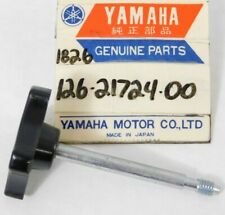 YAMAHA
純正部品
1826
GENUINE PARTS
126-21724-00
YAMAHA MOTOR CO.,LTD
MADE IN JAPAN